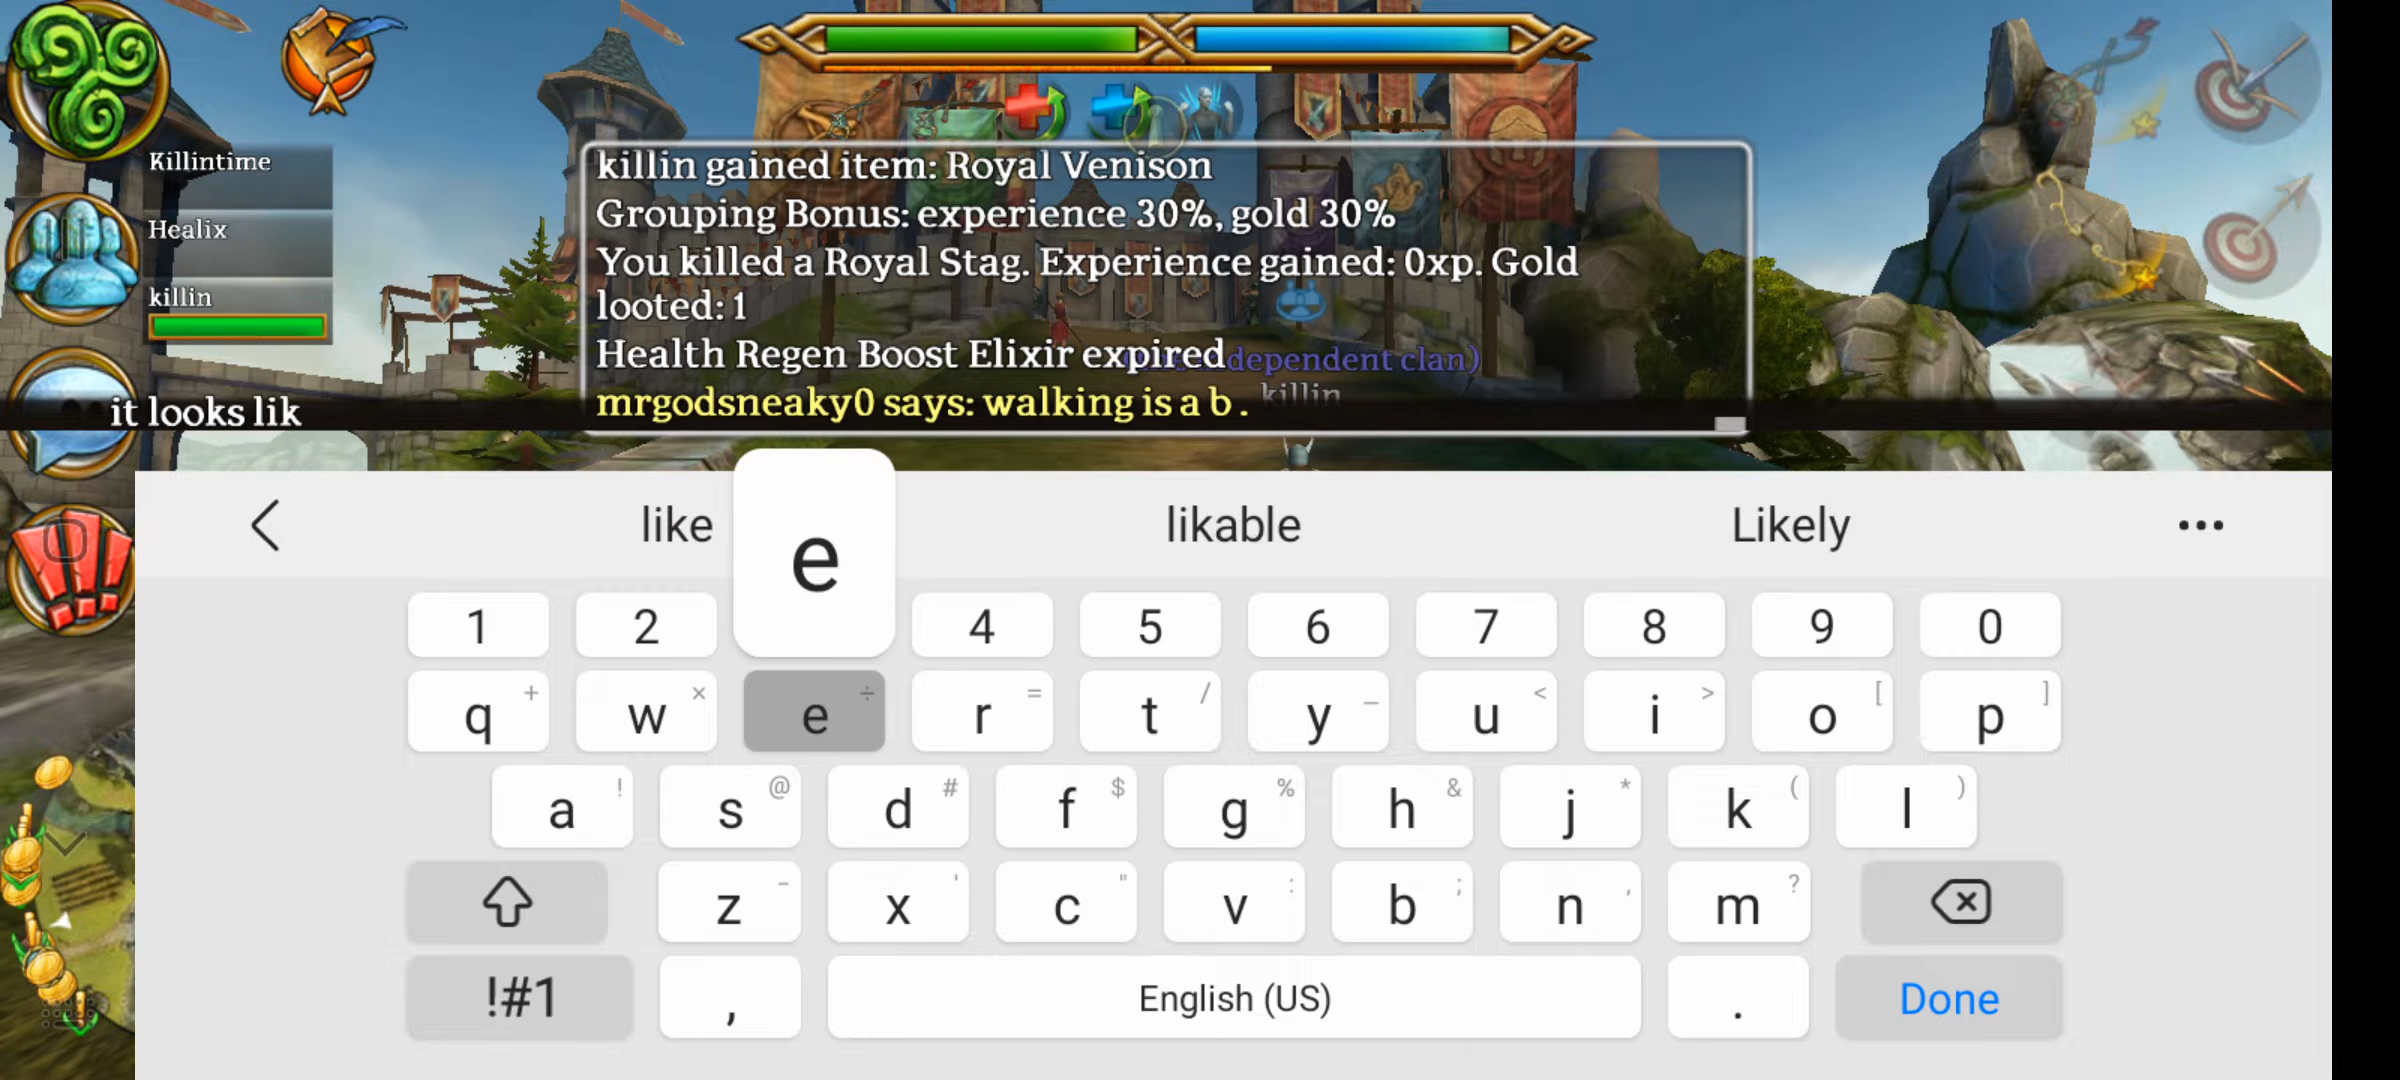 Killintime
Healix
killin
killin gained item: Royal Venison
Grouping Bonus: experience 30%, gold 30%
You killed a Royal Stag. Experience gained: 0xp. Gold
looted: 1
Health Regen Boost Elixir expired
dependent clan)
mrgodsneaky0 says: walking is a b .
killin
it looks lik
like
e
likable
Likely
1 2 4 5 6 7 8 9 0
q + w × e ÷ r = t / y _ u < i > o [ p ]
a ! s @ d # f $ g % h & j * k ( l )
z - x ' c " v : b ; n , m ?
!#1 , English (US) . Done